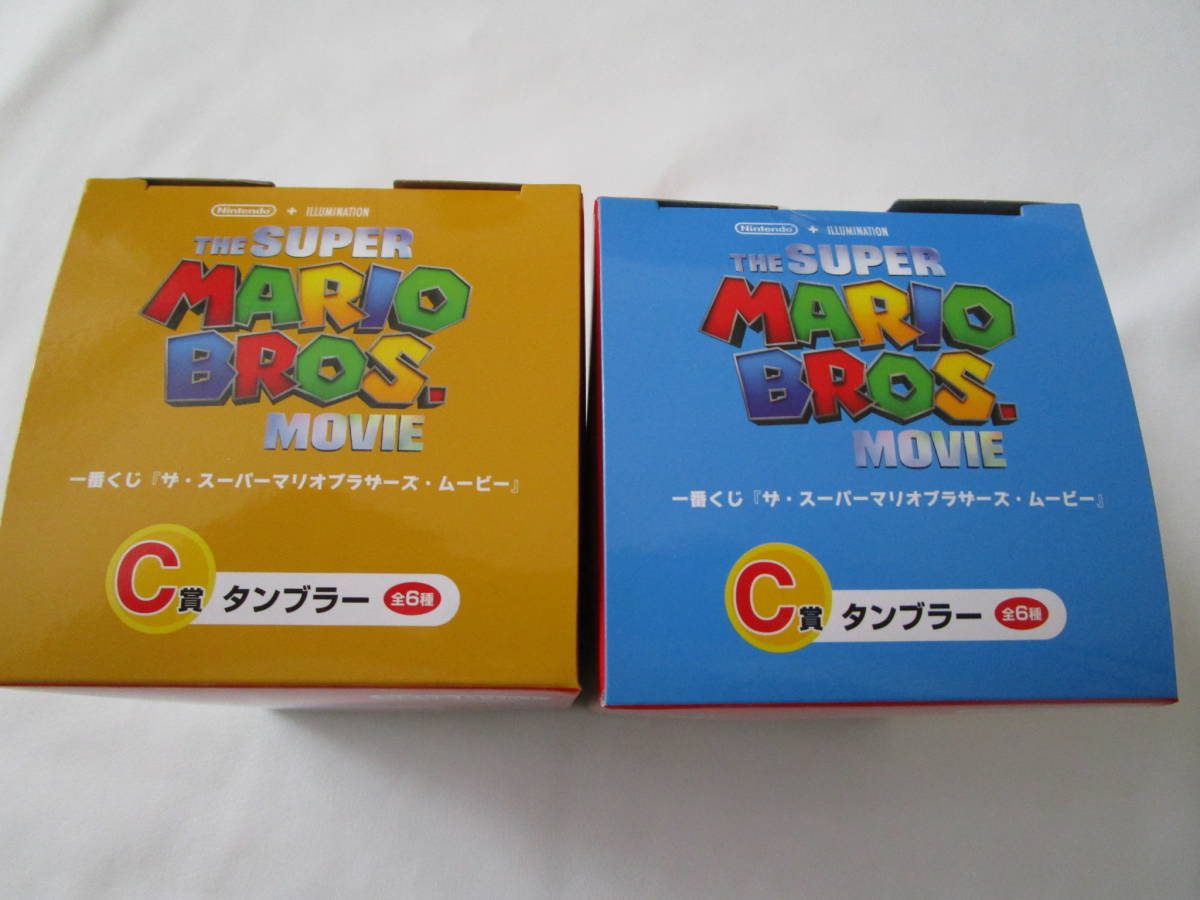 Nintendo + ILLUMINATION
THE SUPER
MARIO
BROS.
MOVIE
一番くじ『ザ・スーパーマリオブラザーズ・ムービー』
C賞 タンブラー 全6種
Nintendo + ILLUMINATION
THE SUPER
MARIO
BROS.
MOVIE
一番くじ『ザ・スーパーマリオブラザーズ・ムービー』
C賞 タンブラー 全6種